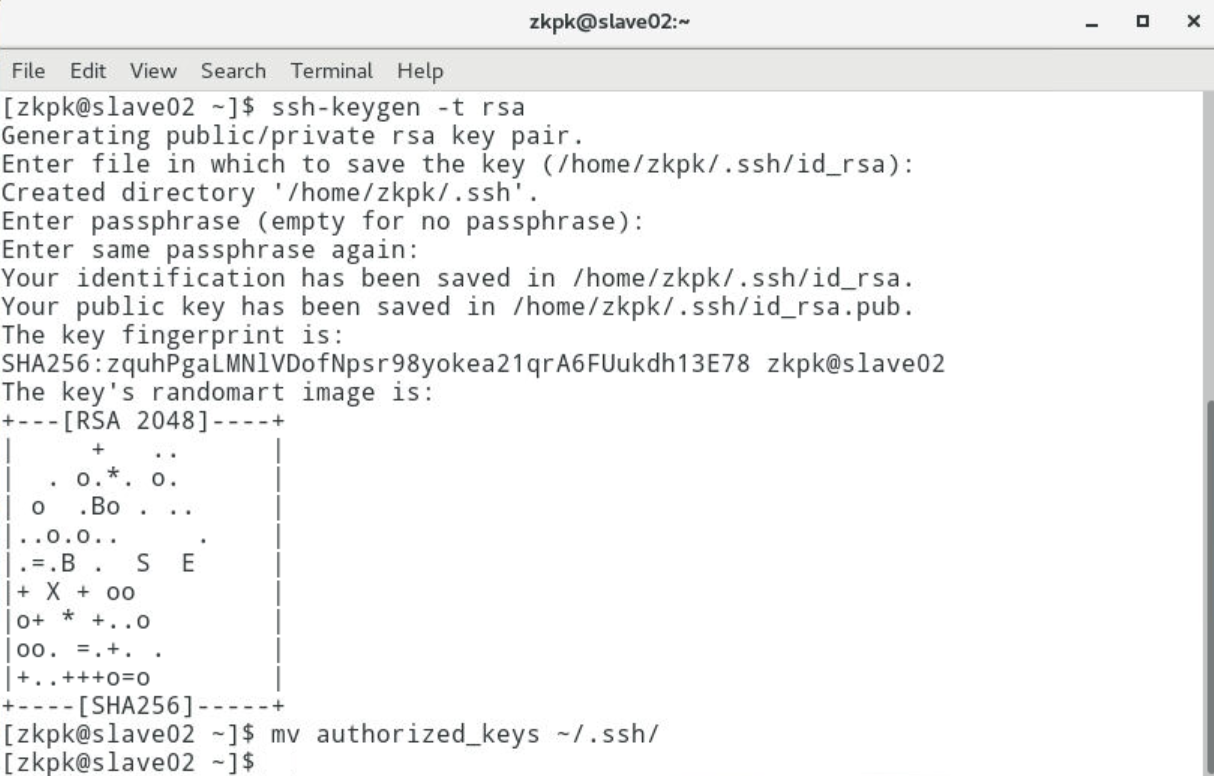 zkpk@slave02:~
File Edit View Search Terminal Help
[zkpk@slave02 ~]$ ssh-keygen -t rsa
Generating public/private rsa key pair.
Enter file in which to save the key (/home/zkpk/.ssh/id_rsa):
Created directory '/home/zkpk/.ssh'.
Enter passphrase (empty for no passphrase):
Enter same passphrase again:
Your identification has been saved in /home/zkpk/.ssh/id_rsa.
Your public key has been saved in /home/zkpk/.ssh/id_rsa.pub.
The key fingerprint is:
SHA256:zquhPgaLMNlVDofNpsr98yokea21qrA6FUukdh13E78 zkpk@slave02
The key's randomart image is:
+---[RSA 2048]----+
|     +   ..      |
|  . o.*. o.      |
| o  .Bo . ..     |
|..o.o..     .    |
|.=.B .  S  E     |
|+ X + oo         |
|o+ * +..o        |
|oo. =.+. .       |
|+..+++o=o        |
+----[SHA256]-----+
[zkpk@slave02 ~]$ mv authorized_keys ~/.ssh/
[zkpk@slave02 ~]$